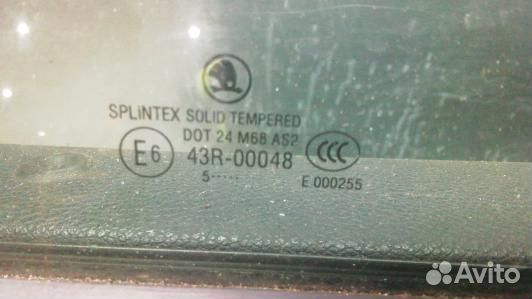 SPLINTEX SOLID TEMPERED
DOT 24 M68 AS2
E6 43R-00048 CCC
5····· E 000255
Avito